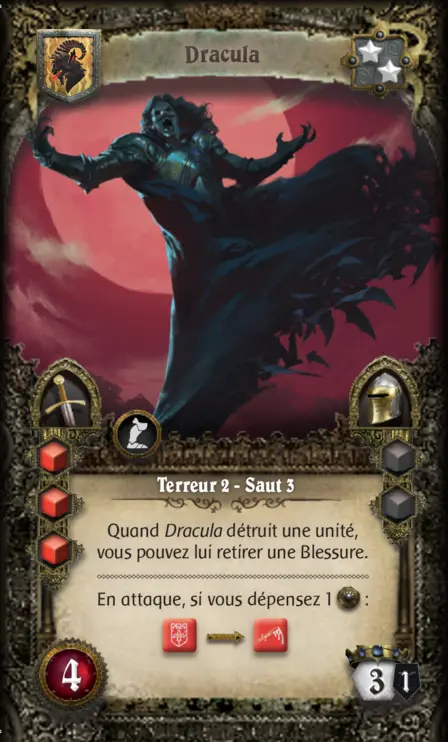 Dracula
Terreur 2 - Saut 3
Quand Dracula détruit une unité,
vous pouvez lui retirer une Blessure.
En attaque, si vous dépensez 1 :
4
3 1